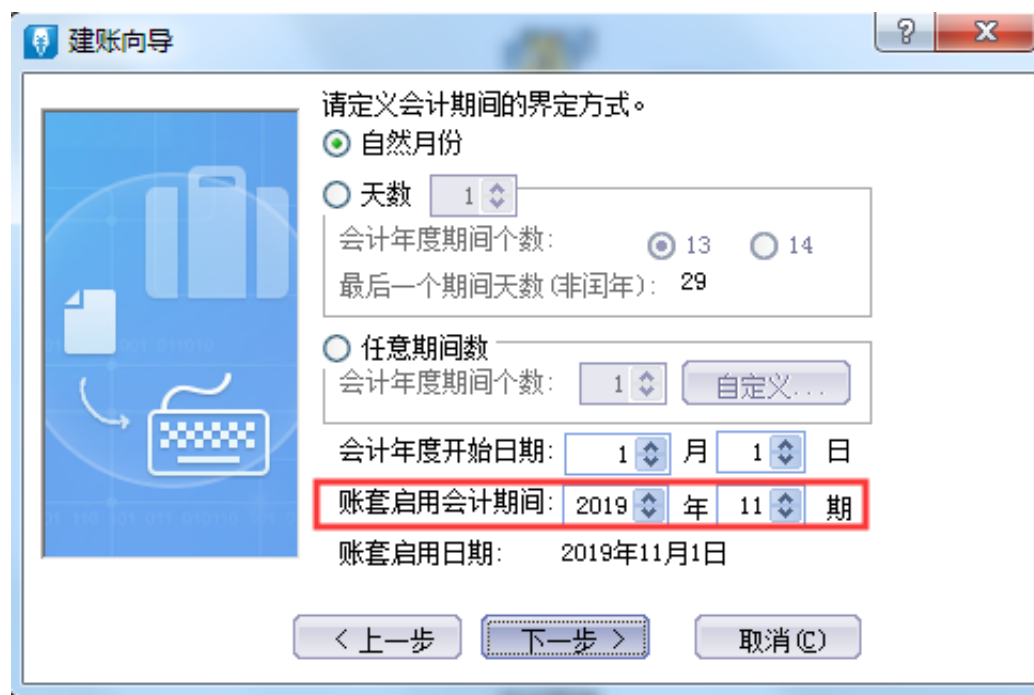 建账向导
请定义会计期间的界定方式。
自然月份
天数 1
会计年度期间个数: 13 14
最后一个期间天数(非闰年): 29
任意期间数
会计年度期间个数: 1 自定义...
会计年度开始日期: 1 月 1 日
账套启用会计期间: 2019 年 11 期
账套启用日期: 2019年11月1日
<上一步 下一步> 取消(C)